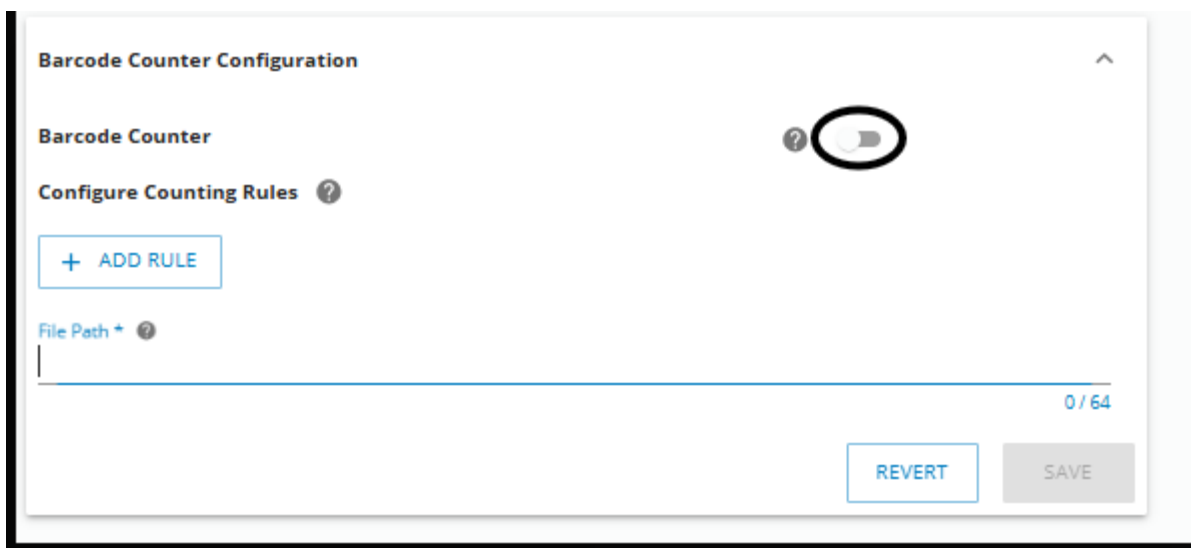 Barcode Counter Configuration
Barcode Counter ?
Configure Counting Rules ?
+ ADD RULE
File Path * ?
0 / 64
REVERT SAVE